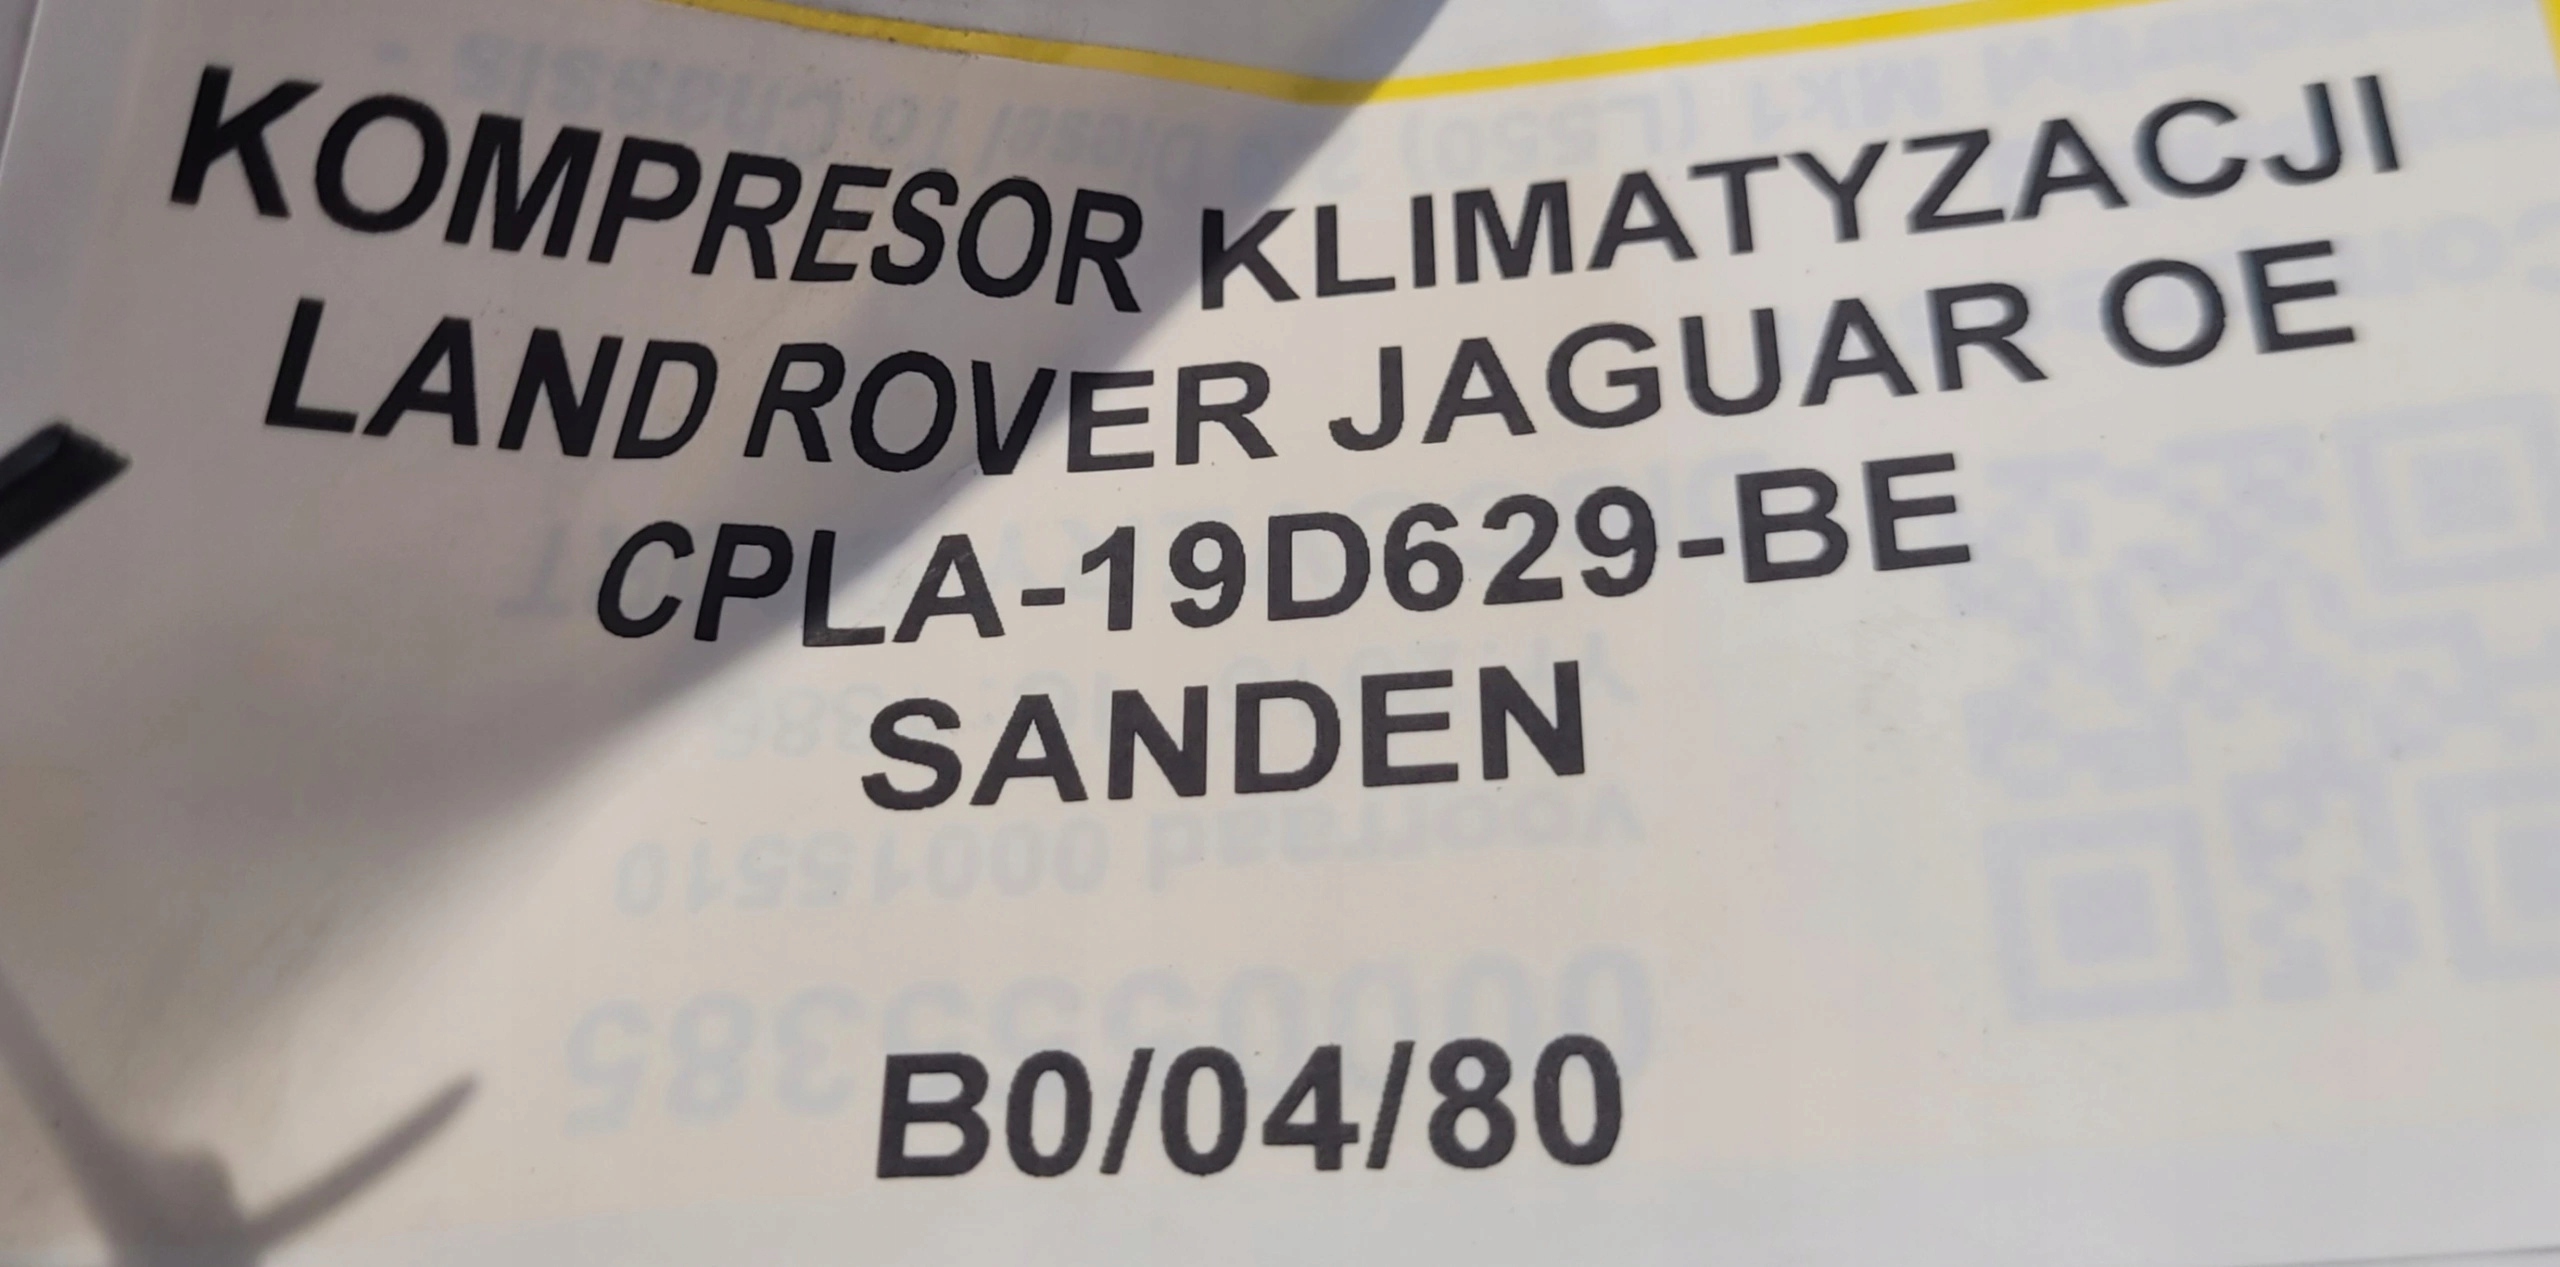 KOMPRESOR KLIMATYZACJI
LAND ROVER JAGUAR OE
CPLA-19D629-BE
SANDEN
B0/04/80